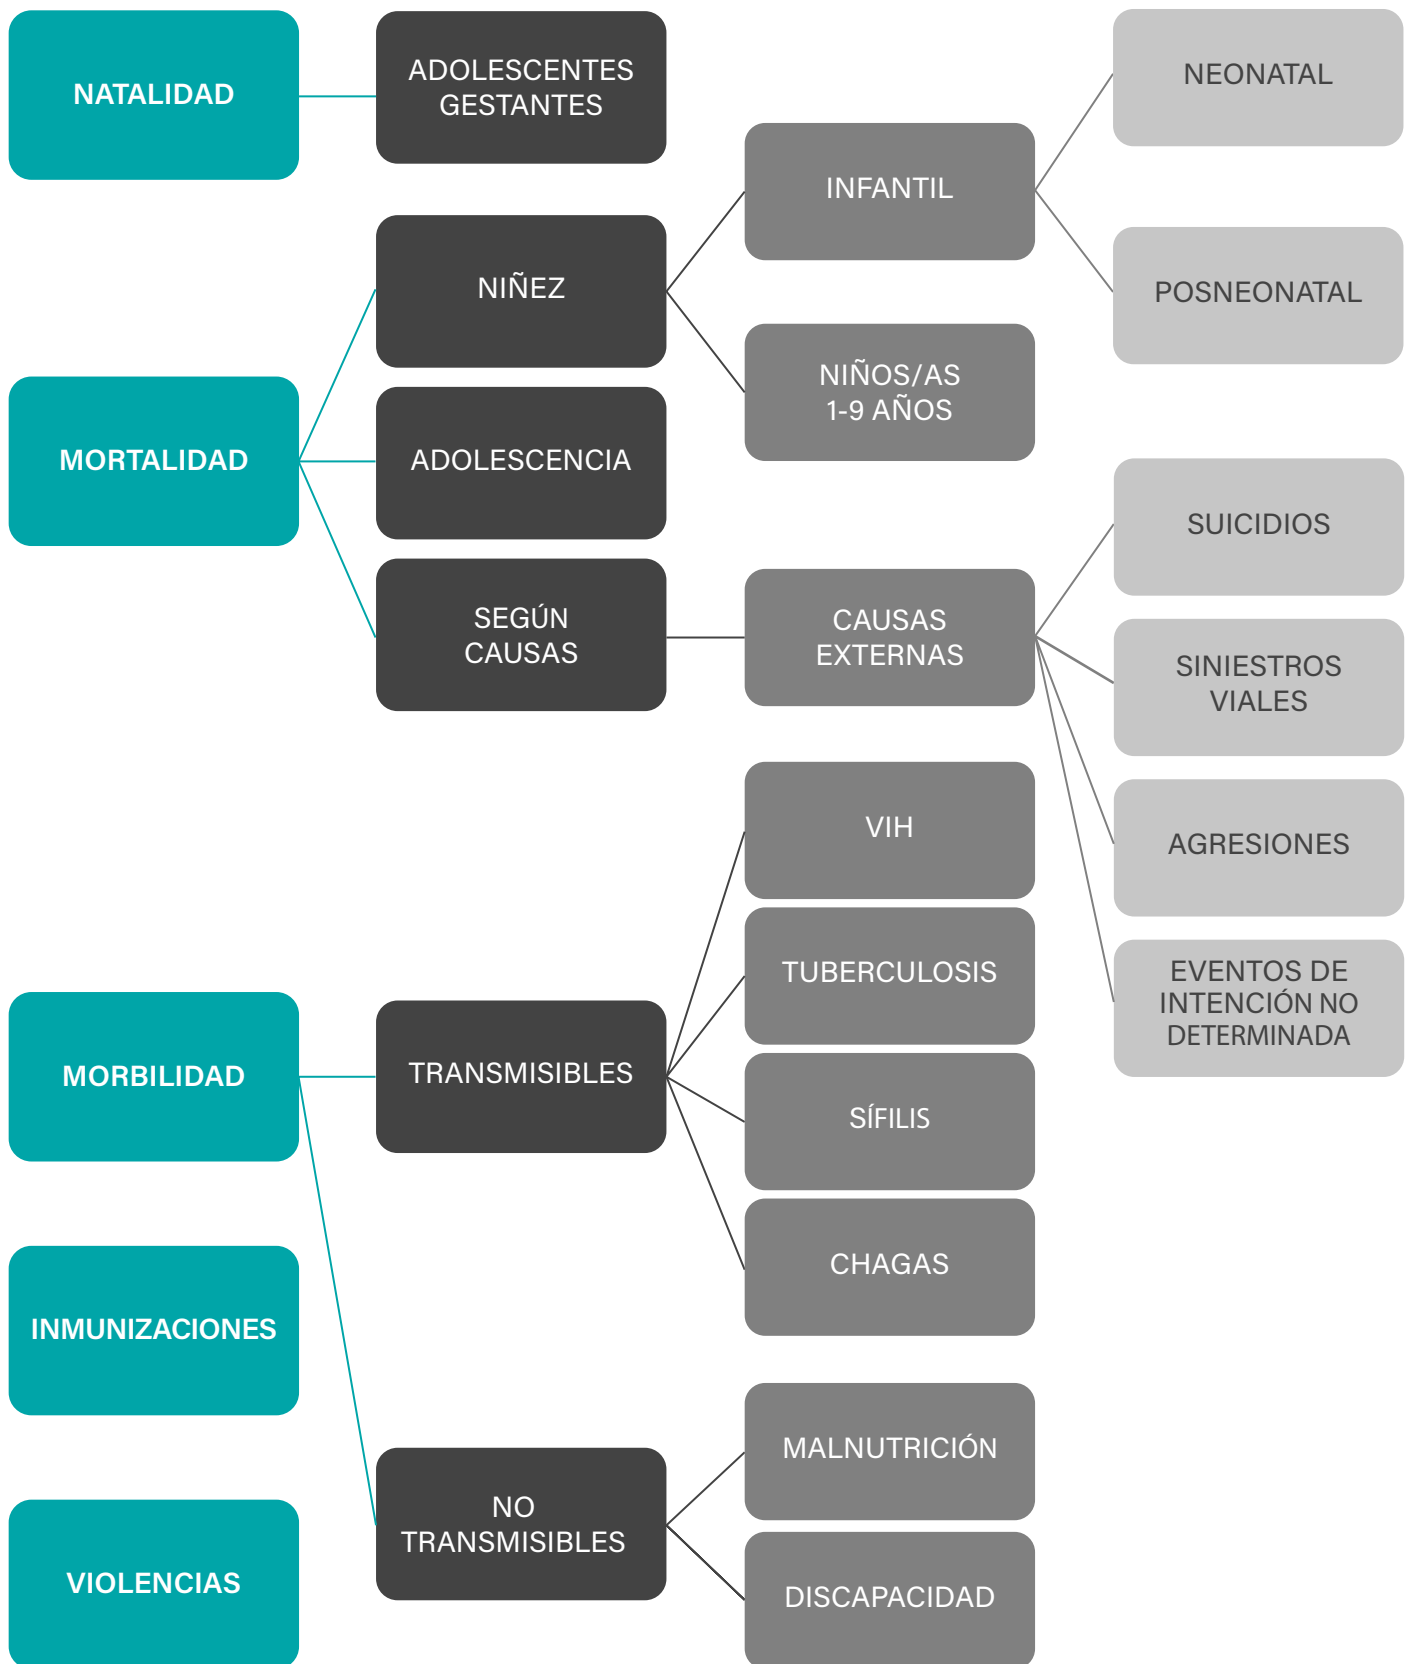 NATALIDAD
ADOLESCENTES
GESTANTES
MORTALIDAD
NIÑEZ
INFANTIL
NEONATAL
POSNEONATAL
NIÑOS/AS
1-9 AÑOS
ADOLESCENCIA
SEGÚN
CAUSAS
CAUSAS
EXTERNAS
SUICIDIOS
SINIESTROS
VIALES
AGRESIONES
EVENTOS DE
INTENCIÓN NO
DETERMINADA
MORBILIDAD
TRANSMISIBLES
VIH
TUBERCULOSIS
SÍFILIS
CHAGAS
NO
TRANSMISIBLES
MALNUTRICIÓN
DISCAPACIDAD
INMUNIZACIONES
VIOLENCIAS